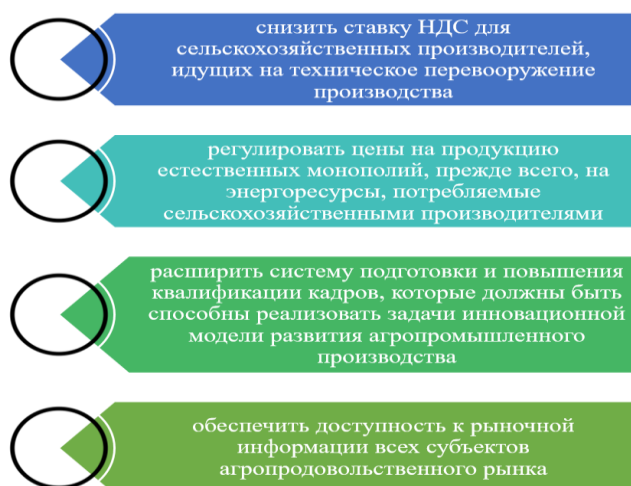 снизить ставку НДС для
сельскохозяйственных производителей,
идущих на техническое перевооружение
производства
регулировать цены на продукцию
естественных монополий, прежде всего, на
энергоресурсы, потребляемые
сельскохозяйственными производителями
расширить систему подготовки и повышения
квалификации кадров, которые должны быть
способны реализовать задачи инновационной
модели развития агропромышленного
производства
обеспечить доступность к рыночной
информации всех субъектов
агропродовольственного рынка